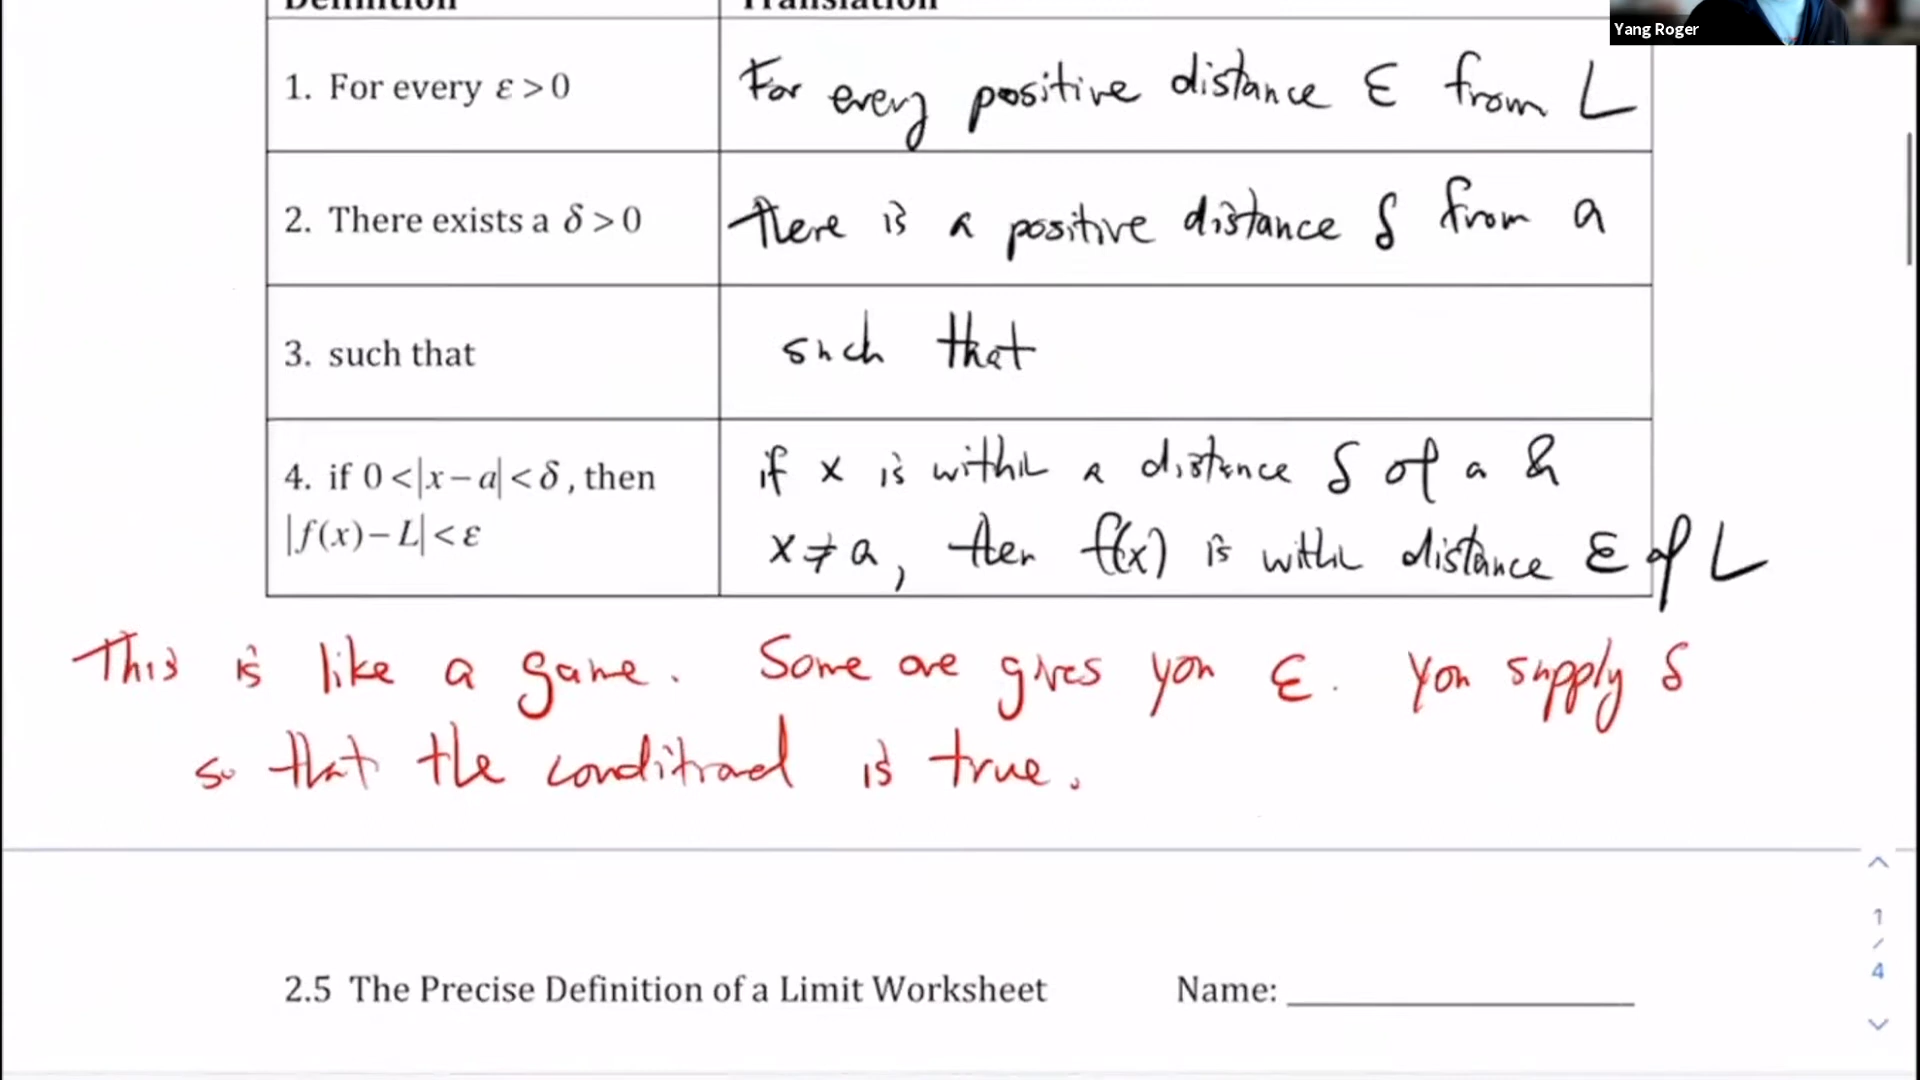 Definition Translation
Yang Roger
1. For every ε > 0 For every positive distance ε from L
2. There exists a δ > 0 There is a positive distance δ from a
3. such that such that
4. if 0 < |x − a| < δ, then if x is within a distance δ of a &
|f(x) − L| < ε x ≠ a, then f(x) is within distance ε of L
This is like a game. Some one gives you ε. You supply δ
so that the conditional is true.
1
/
4
2.5 The Precise Definition of a Limit Worksheet Name: